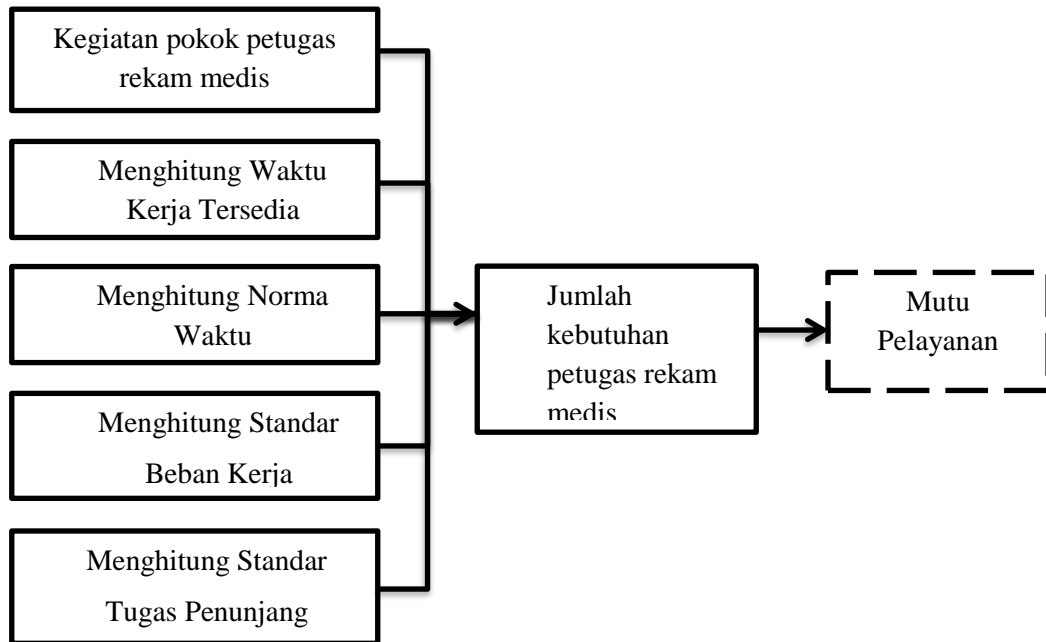 Kegiatan pokok petugas
rekam medis
Menghitung Waktu
Kerja Tersedia
Menghitung Norma
Waktu
Menghitung Standar
Beban Kerja
Menghitung Standar
Tugas Penunjang
Jumlah
kebutuhan
petugas rekam
medis
Mutu
Pelayanan